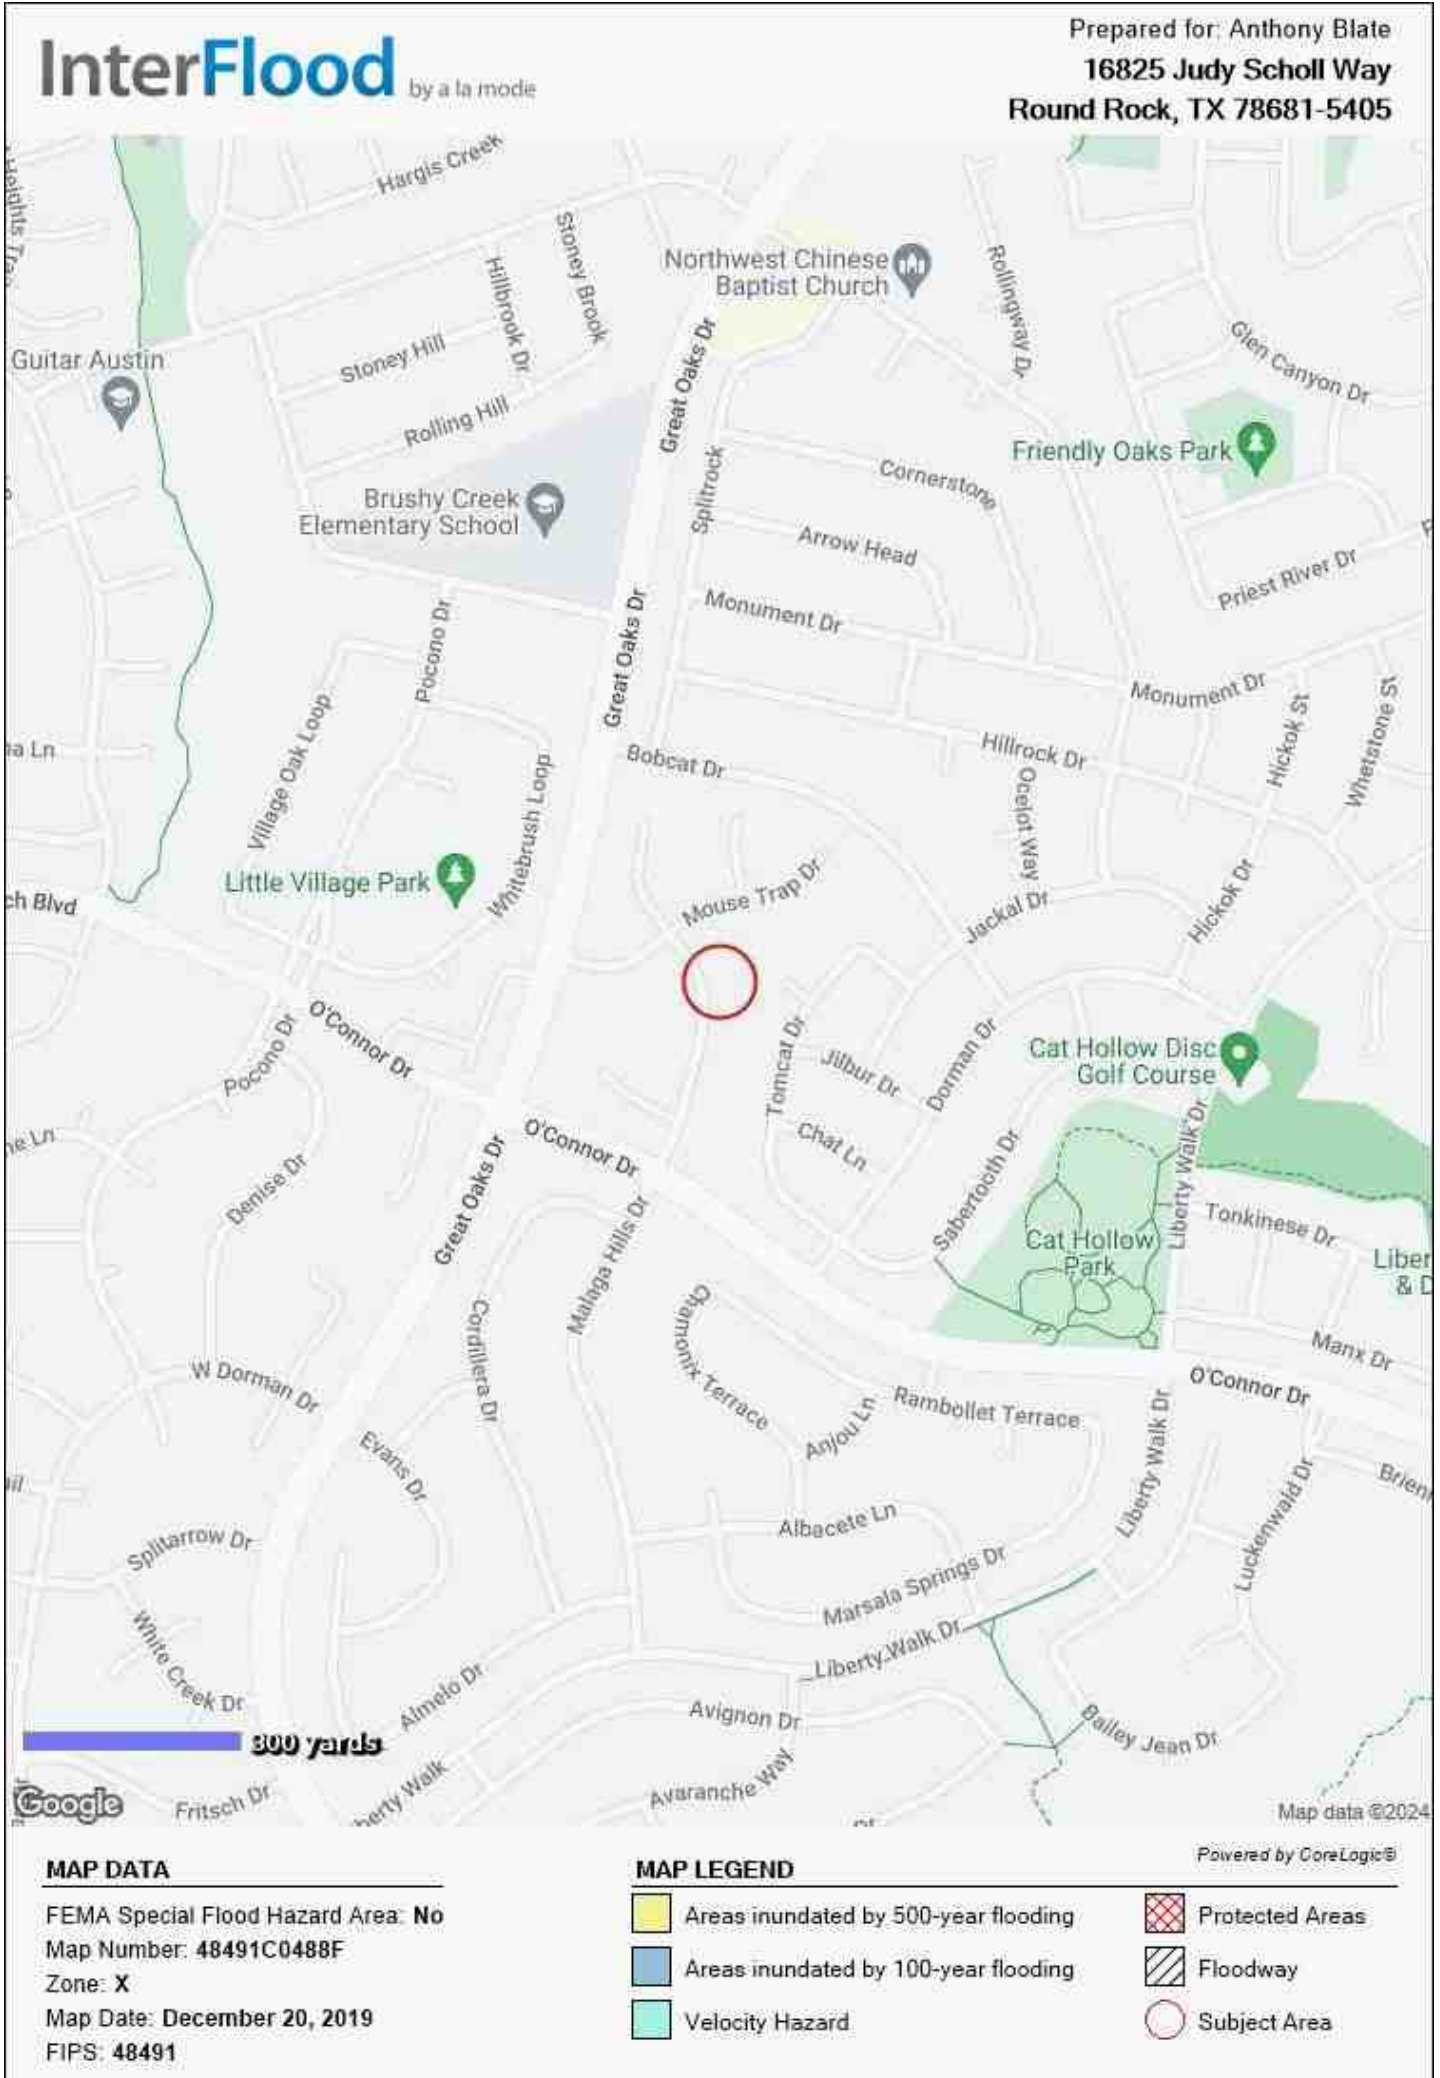 InterFlood by a la mode
Prepared for: Anthony Blate
16825 Judy Scholl Way
Round Rock, TX 78681-5405
Hargis Creek
Stoney Brook
Hillbrook Dr
Northwest Chinese
Baptist Church
Rollingway Dr
Glen Canyon Dr
Guitar Austin
Stoney Hill
Great Oaks Dr
Rolling Hill
Friendly Oaks Park
Cornerstone
Splitrock
Brushy Creek
Elementary School
Arrow Head
Priest River Dr
Monument Dr
Pocono Dr
Great Oaks Dr
Monument Dr
Hickok St
Whetstone St
Village Oak Loop
Bobcat Dr
Hillrock Dr
Ocelot Way
Whitebrush Loop
Little Village Park
Mouse Trap Dr
ch Blvd
Jackal Dr
Hickok Dr
O'Connor Dr
Pocono Dr
Tomcat Dr
Jilbur Dr
Dorman Dr
Cat Hollow Disc
Golf Course
O'Connor Dr
Chat Ln
Liberty Walk Dr
Denise Dr
Great Oaks Dr
Malaga Hills Dr
Sabertooth Dr
Cat Hollow
Park
Tonkinese Dr
Liber
& D
Cordillera Dr
Chamonix Terrace
Manx Dr
W Dorman Dr
O'Connor Dr
Rambollet Terrace
Anjou Ln
Evans Dr
Liberty Walk Dr
Luckenwald Dr
Brien
Splitarrow Dr
Albacete Ln
Marsala Springs Dr
White Creek Dr
Liberty Walk Dr
Almelo Dr
Avignon Dr
Bailey Jean Dr
300 yards
Avaranche Way
Google
Fritsch Dr
berty Walk
Map data ©2024
Powered by CoreLogic®
MAP DATA
FEMA Special Flood Hazard Area: No
Map Number: 48491C0488F
Zone: X
Map Date: December 20, 2019
FIPS: 48491
MAP LEGEND
Areas inundated by 500-year flooding
Areas inundated by 100-year flooding
Velocity Hazard
Protected Areas
Floodway
Subject Area